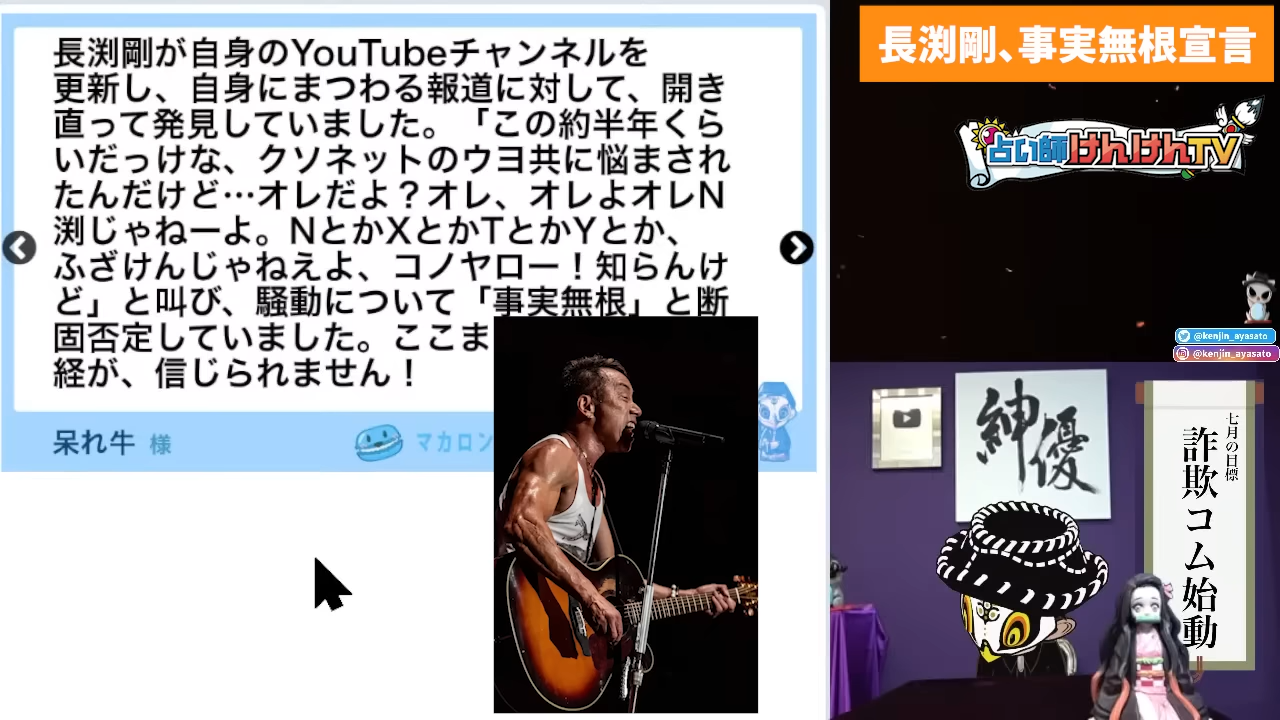 長渕剛が自身のYouTubeチャンネルを
更新し、自身にまつわる報道に対して、開き
直って発見していました。「この約半年くら
いだっけな、クソネットのウヨ共に悩まされ
たんだけど…オレだよ？オレ、オレよオレN
渕じゃねーよ。NとかXとかTとかYとか、
ふざけんじゃねえよ、コノヤロー！知らんけ
ど」と叫び、騒動について「事実無根」と断
固否定していました。ここま
経が、信じられません！
呆れ牛 様
マカロン
長渕剛、事実無根宣言
占い師けんけんTV
@kenjin_ayasato
@kenjin_ayasato
紳優
七月の目標
詐欺コム始動